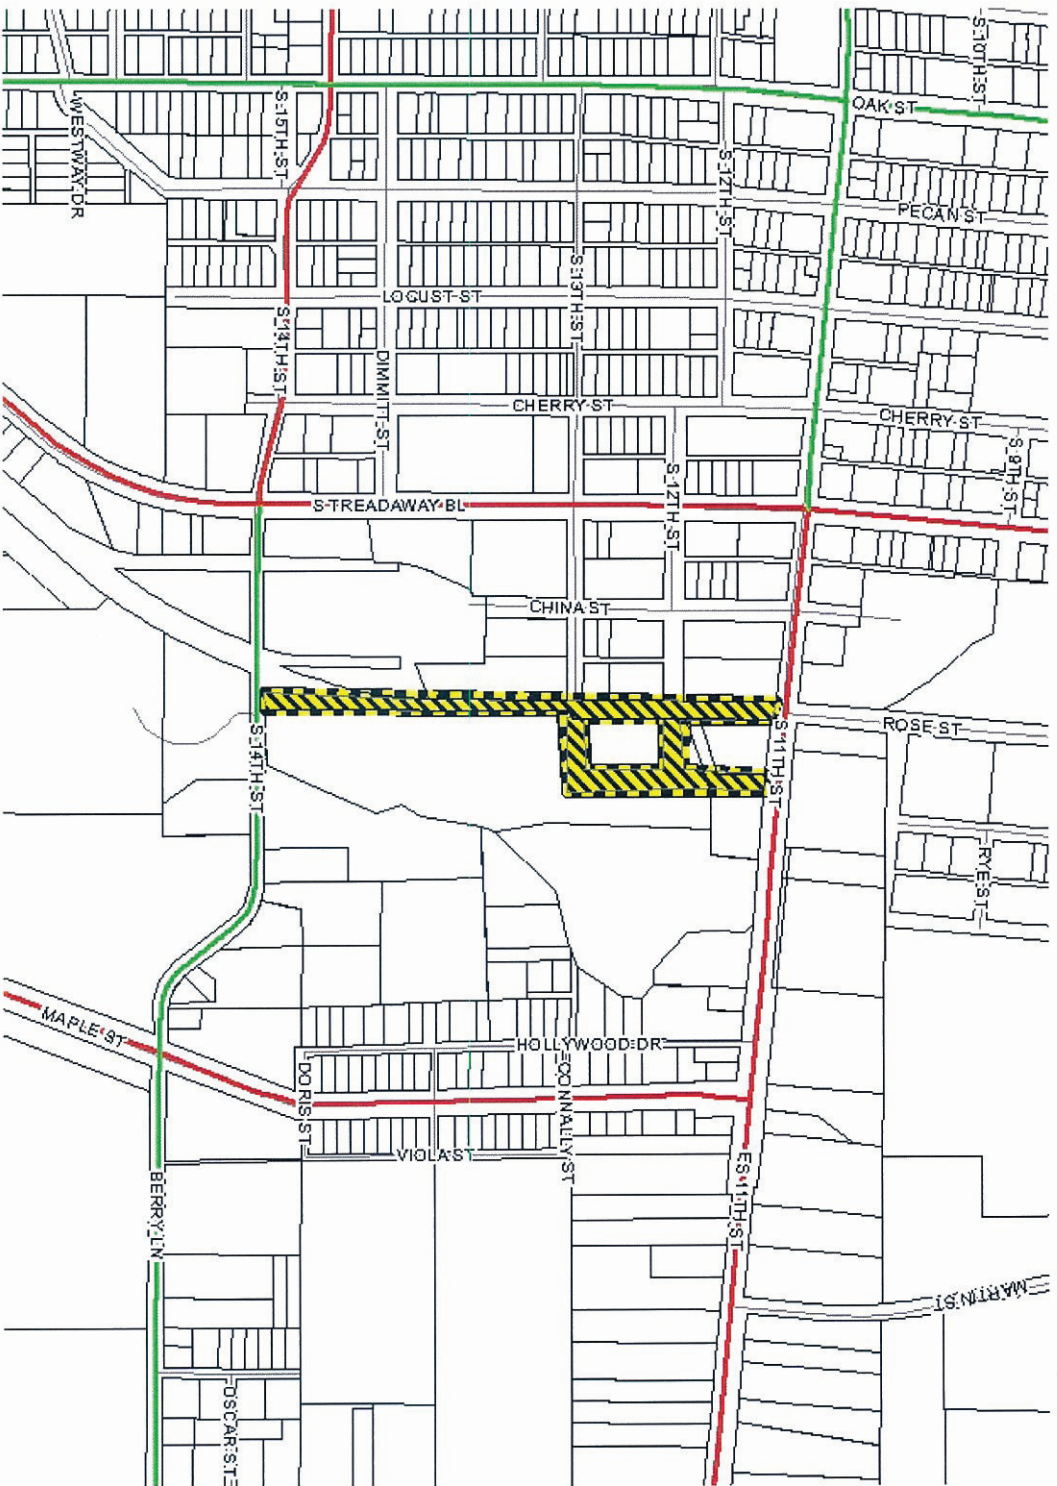 S 10TH ST
OAK ST
S 15TH ST
WESTWAY DR
S 12TH ST
PECAN ST
S 13TH ST
LOCUST ST
S 14TH ST
DIMMITT ST
CHERRY ST
CHERRY ST
S 9TH ST
S 12TH ST
S TREADAWAY BL
CHINA ST
ROSE ST
S 14TH ST
S 11TH ST
RYE ST
MAPLE ST
HOLLYWOOD DR
DORIS ST
CONNALLY ST
VIOLA ST
BERRY LN
ES 11TH ST
MARTIN ST
OSCAR ST